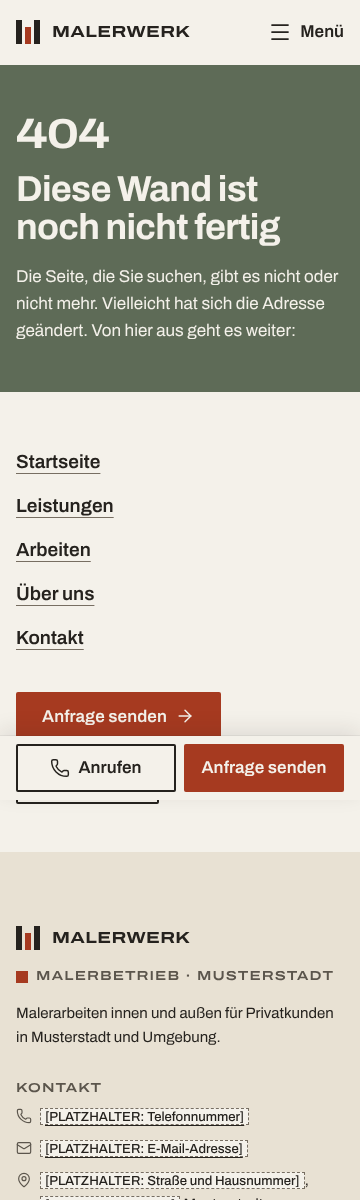 MALERWERK
Menü
404
Diese Wand ist
noch nicht fertig
Die Seite, die Sie suchen, gibt es nicht oder
nicht mehr. Vielleicht hat sich die Adresse
geändert. Von hier aus geht es weiter:
Startseite
Leistungen
Arbeiten
Über uns
Kontakt
Anfrage senden
Anrufen
Anfrage senden
MALERWERK
MALERBETRIEB · MUSTERSTADT
Malerarbeiten innen und außen für Privatkunden
in Musterstadt und Umgebung.
KONTAKT
[PLATZHALTER: Telefonnummer]
[PLATZHALTER: E-Mail-Adresse]
[PLATZHALTER: Straße und Hausnummer],